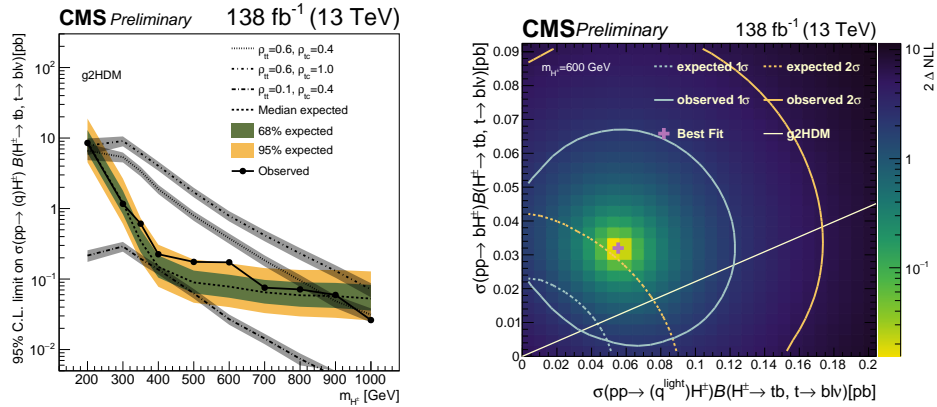 CMS Preliminary 138 fb⁻¹ (13 TeV)
95% C.L. limit on σ(pp→ (q)H±) B(H±→ tb, t→ blν)[pb]
g2HDM
ρtt=0.6, ρtc=0.4
ρtt=0.6, ρtc=1.0
ρtt=0.1, ρtc=0.4
Median expected
68% expected
95% expected
Observed
10²
10
1
10⁻¹
10⁻²
200 300 400 500 600 700 800 900 1000
mH± [GeV]
CMS Preliminary 138 fb⁻¹ (13 TeV)
σ(pp→ bH±)B(H±→ tb, t→ blν)[pb]
mH±=600 GeV
expected 1σ
expected 2σ
observed 1σ
observed 2σ
Best Fit
g2HDM
0.09
0.08
0.07
0.06
0.05
0.04
0.03
0.02
0.01
0
0 0.02 0.04 0.06 0.08 0.1 0.12 0.14 0.16 0.18 0.2
σ(pp→ (qlight)H±)B(H±→ tb, t→ blν)[pb]
10
1
10⁻¹
2 Δ NLL